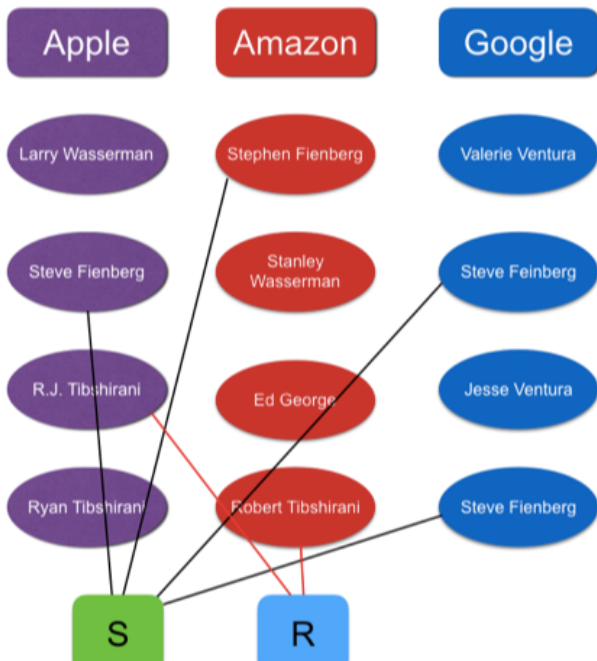 Apple
Amazon
Google
Larry Wasserman
Stephen Fienberg
Valerie Ventura
Steve Fienberg
Stanley
Wasserman
Steve Feinberg
R.J. Tibshirani
Ed George
Jesse Ventura
Ryan Tibshirani
Robert Tibshirani
Steve Fienberg
S
R